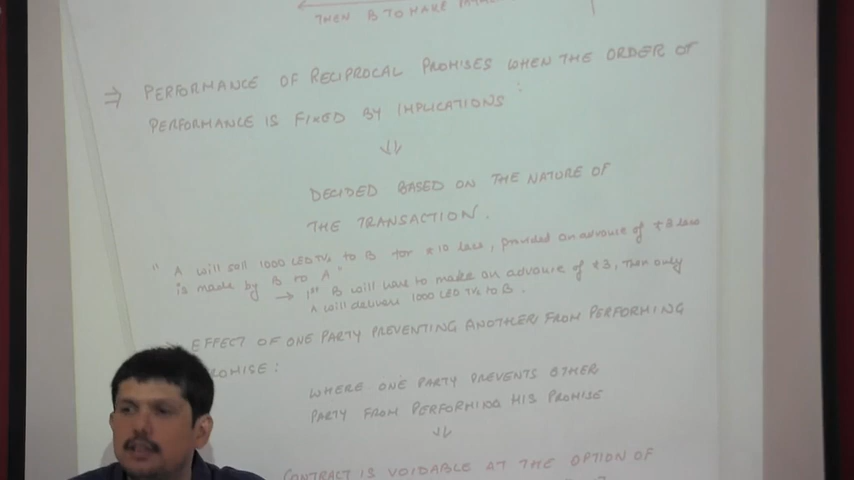 THEN B TO MAKE
⇒ PERFORMANCE OF RECIPROCAL PROMISES WHEN THE ORDER OF
PERFORMANCE IS FIXED BY IMPLICATIONS :
DECIDED BASED ON THE NATURE OF
THE TRANSACTION.
" A will sell 1000 LED TVs to B for ₹ 10 lacs, provided an advance of ₹ 3 lacs
is made by B to A"
→ 1st B will have to make an advance of ₹3, Then only
A will deliver 1000 LED TVs to B.
EFFECT OF ONE PARTY PREVENTING ANOTHER FROM PERFORMING
ROMISE :
WHERE ONE PARTY PREVENTS OTHER
PARTY FROM PERFORMING HIS PROMISE
CONTRACT IS VOIDABLE AT THE OPTION OF